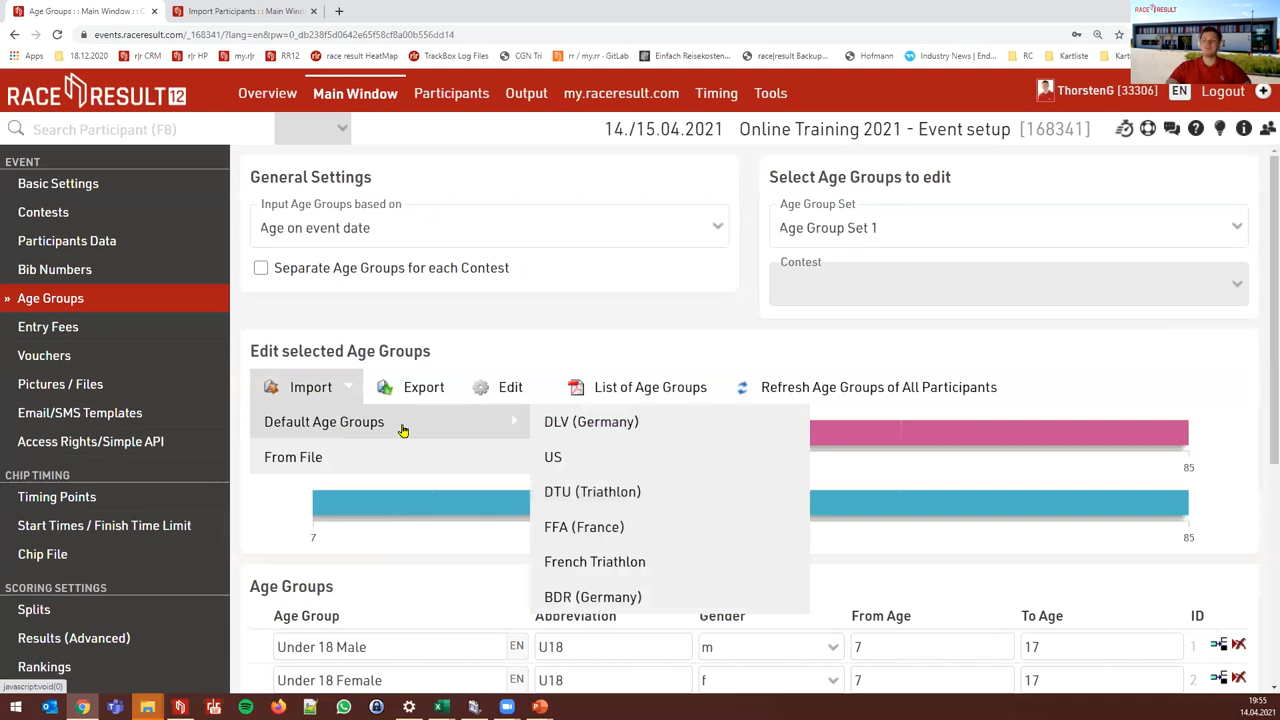 Age Groups :: Main Window :: C
Import Participants :: Main Wind
events.raceresult.com/_168341/?lang=en&pw=0_db238f5d0642e65f58cf8a00b556dd14
Apps
18.12.2020
r|r CRM
r|r HP
my.r|r
RR12
race result HeatMap
TrackBox Log Files
CGN Tri
rr / my.rr · GitLab
Einfach Reisekosten...
race|result Backup...
Hofmann
Industry News | End...
RC
Kartliste
Kartliste
RACE RESULT
RACE RESULT 12
Overview
Main Window
Participants
Output
my.raceresult.com
Timing
Tools
ThorstenG [33306]
EN
Logout
Search Participant (F8)
14./15.04.2021 Online Training 2021 - Event setup [168341]
EVENT
Basic Settings
Contests
Participants Data
Bib Numbers
» Age Groups
Entry Fees
Vouchers
Pictures / Files
Email/SMS Templates
Access Rights/Simple API
CHIP TIMING
Timing Points
Start Times / Finish Time Limit
Chip File
SCORING SETTINGS
Splits
Results (Advanced)
Rankings
javascript:void(0)
General Settings
Input Age Groups based on
Age on event date
Separate Age Groups for each Contest
Select Age Groups to edit
Age Group Set
Age Group Set 1
Contest
Edit selected Age Groups
Import
Export
Edit
List of Age Groups
Refresh Age Groups of All Participants
Default Age Groups
From File
DLV (Germany)
US
DTU (Triathlon)
FFA (France)
French Triathlon
BDR (Germany)
85
7
85
Age Groups
Age Group
Abbreviation
Gender
From Age
To Age
ID
Under 18 Male
EN
U18
m
7
17
1
Under 18 Female
EN
U18
f
7
17
2
19:55
14.04.2021